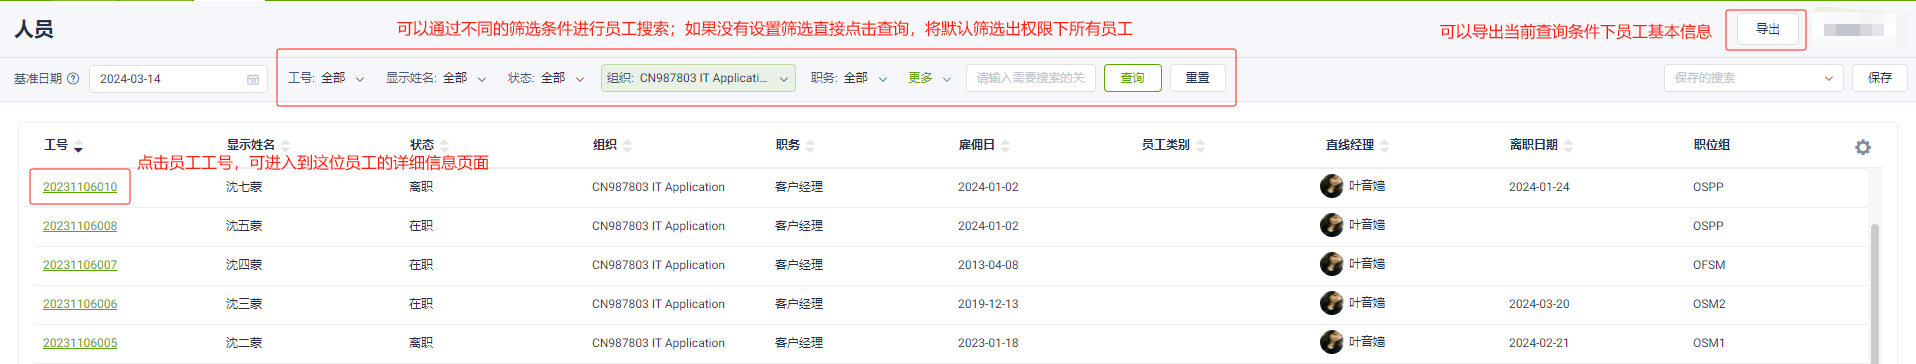 人员
可以通过不同的筛选条件进行员工搜索；如果没有设置筛选直接点击查询，将默认筛选出权限下所有员工
可以导出当前查询条件下员工基本信息
导出
基准日期 2024-03-14 工号: 全部 显示姓名: 全部 状态: 全部 组织: CN987803 IT Applicati... 职务: 全部 更多 请输入需要搜索的关 查询 重置 保存的搜索 保存
工号 显示姓名 状态 组织 职务 雇佣日 员工类别 直线经理 离职日期 职位组
点击员工工号，可进入到这位员工的详细信息页面
20231106010 沈七蒙 离职 CN987803 IT Application 客户经理 2024-01-02 叶音嬙 2024-01-24 OSPP
20231106008 沈五蒙 在职 CN987803 IT Application 客户经理 2024-01-02 叶音嬙 OSPP
20231106007 沈四蒙 在职 CN987803 IT Application 客户经理 2013-04-08 叶音嬙 OFSM
20231106006 沈三蒙 在职 CN987803 IT Application 客户经理 2019-12-13 叶音嬙 2024-03-20 OSM2
20231106005 沈二蒙 离职 CN987803 IT Application 客户经理 2023-01-18 叶音嬙 2024-02-21 OSM1